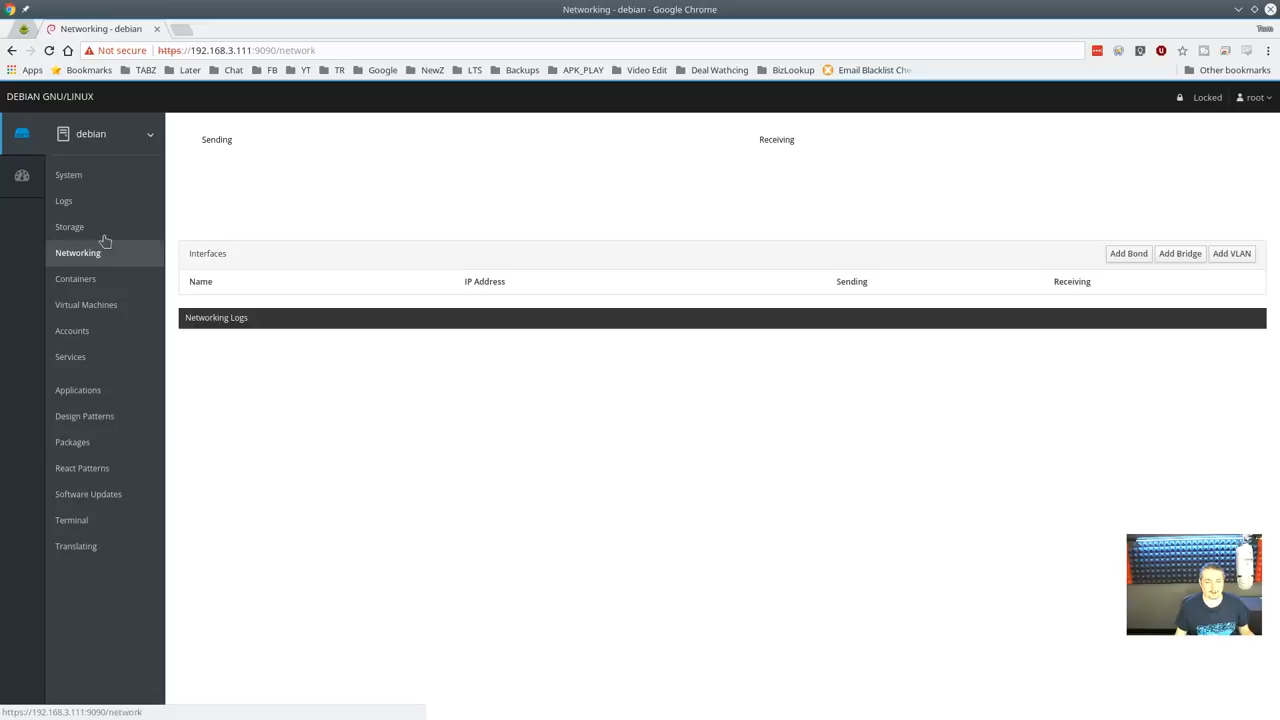 Networking - debian - Google Chrome
Networking - debian
Tom
Not secure https://192.168.3.111:9090/network
Apps Bookmarks TABZ Later Chat FB YT TR Google NewZ LTS Backups APK_PLAY Video Edit Deal Wathcing BizLookup Email Blacklist Che Other bookmarks
DEBIAN GNU/LINUX Locked root
debian
Sending Receiving
System
Logs
Storage
Networking
Containers
Virtual Machines
Accounts
Services
Applications
Design Patterns
Packages
React Patterns
Software Updates
Terminal
Translating
Interfaces Add Bond Add Bridge Add VLAN
Name IP Address Sending Receiving
Networking Logs
https://192.168.3.111:9090/network